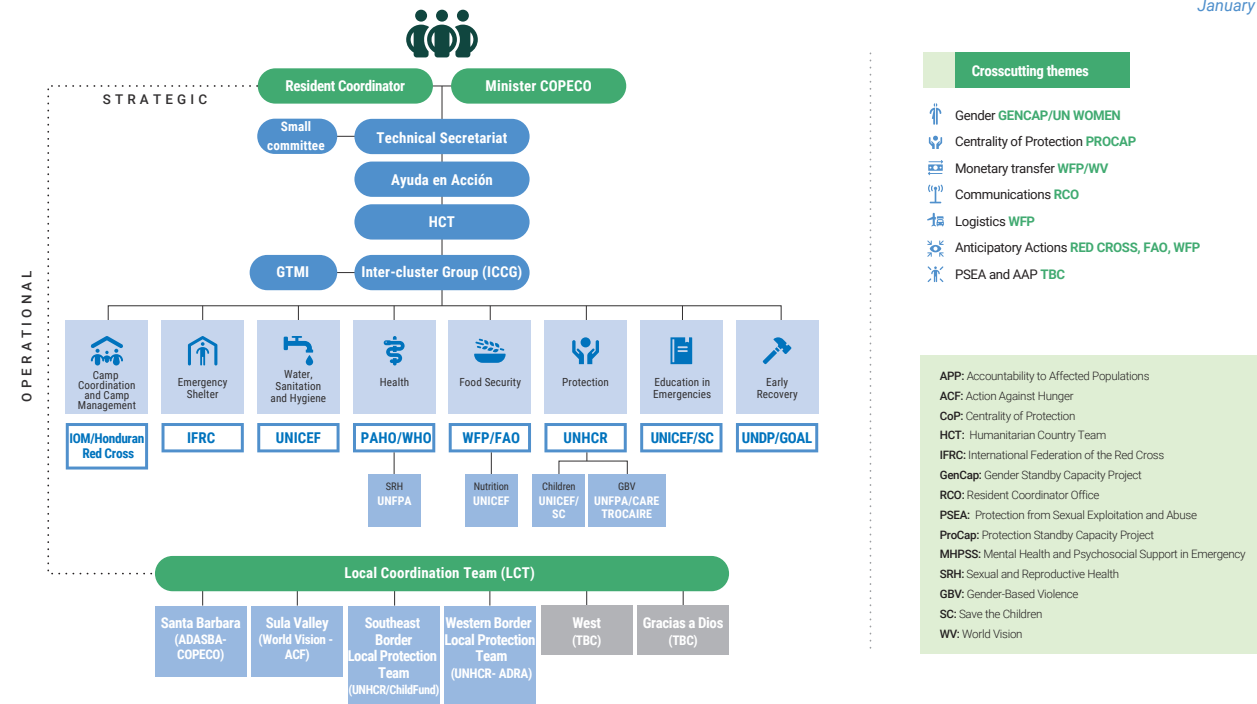 January
Resident Coordinator
Minister COPECO
STRATEGIC
Small
committee
Technical Secretariat
Ayuda en Acción
HCT
GTMI
Inter-cluster Group (ICCG)
OPERATIONAL
Camp
Coordination
and Camp
Management
Emergency
Shelter
Water,
Sanitation
and Hygiene
Health
Food Security
Protection
Education in
Emergencies
Early
Recovery
IOM/Honduran
Red Cross
IFRC
UNICEF
PAHO/WHO
WFP/FAO
UNHCR
UNICEF/SC
UNDP/GOAL
SRH
UNFPA
Nutrition
UNICEF
Children
UNICEF/
SC
GBV
UNFPA/CARE
TROCAIRE
Local Coordination Team (LCT)
Santa Barbara
(ADASBA-
COPECO)
Sula Valley
(World Vision -
ACF)
Southeast
Border
Local Protection
Team
(UNHCR/ChildFund)
Western Border
Local Protection
Team
(UNHCR- ADRA)
West
(TBC)
Gracias a Dios
(TBC)
Crosscutting themes
Gender GENCAP/UN WOMEN
Centrality of Protection PROCAP
Monetary transfer WFP/WV
Communications RCO
Logistics WFP
Anticipatory Actions RED CROSS, FAO, WFP
PSEA and AAP TBC
APP: Accountability to Affected Populations
ACF: Action Against Hunger
CoP: Centrality of Protection
HCT: Humanitarian Country Team
IFRC: International Federation of the Red Cross
GenCap: Gender Standby Capacity Project
RCO: Resident Coordinator Office
PSEA: Protection from Sexual Exploitation and Abuse
ProCap: Protection Standby Capacity Project
MHPSS: Mental Health and Psychosocial Support in Emergency
SRH: Sexual and Reproductive Health
GBV: Gender-Based Violence
SC: Save the Children
WV: World Vision